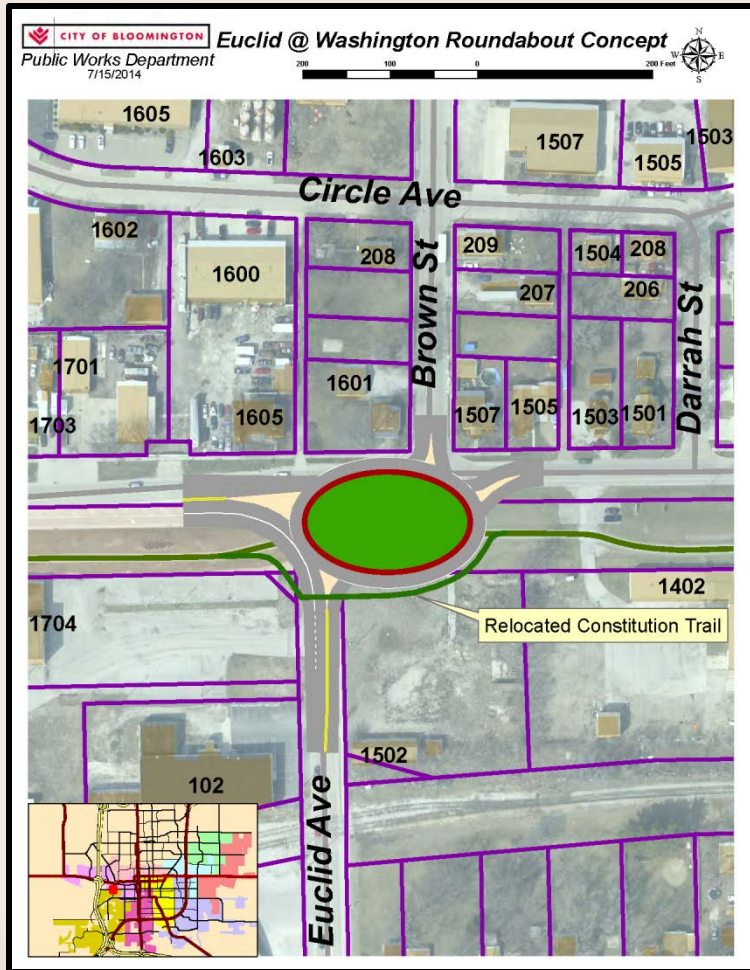 CITY OF BLOOMINGTON
Public Works Department
7/15/2014
Euclid @ Washington Roundabout Concept
200 100 0 200 Feet
N
W E
S
1605
1603
1507
1505
1503
Circle Ave
1602
1600
208
209
1504
208
207
206
Brown St
Darrah St
1701
1601
1703
1605
1507
1505
1503
1501
1402
1704
Relocated Constitution Trail
1502
102
Euclid Ave